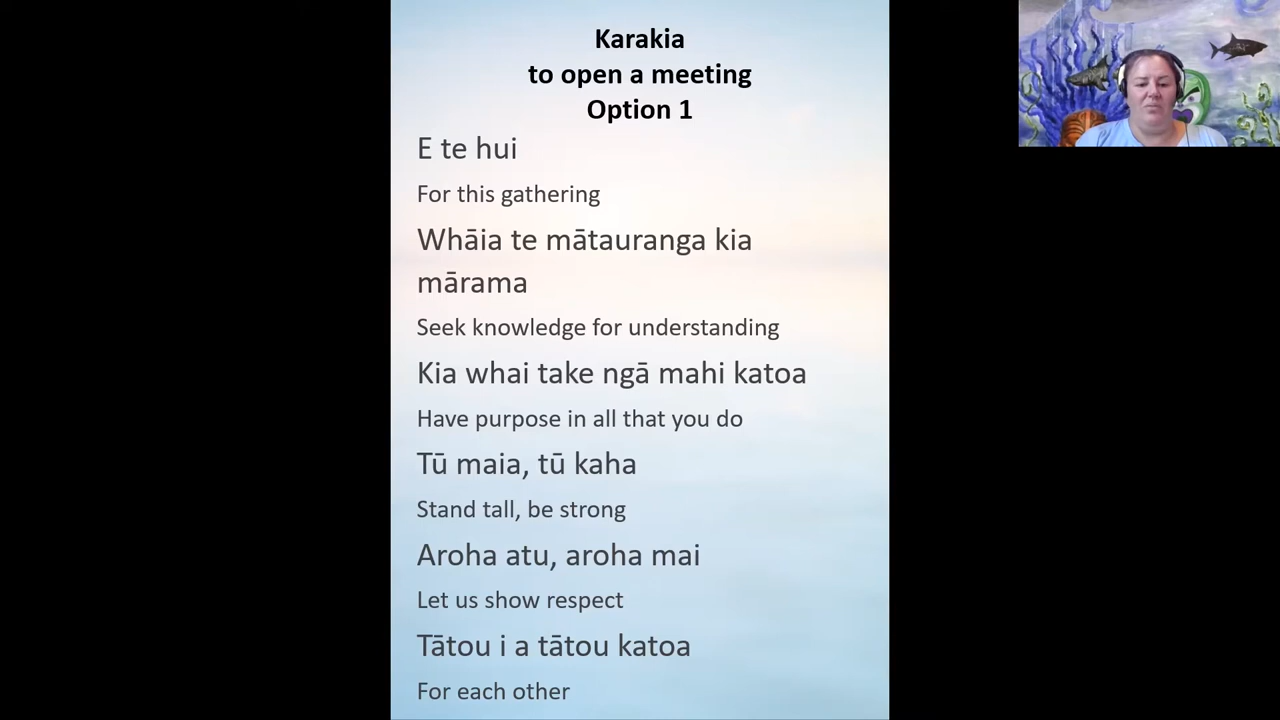 Karakia
to open a meeting
Option 1
E te hui
For this gathering
Whāia te mātauranga kia
mārama
Seek knowledge for understanding
Kia whai take ngā mahi katoa
Have purpose in all that you do
Tū maia, tū kaha
Stand tall, be strong
Aroha atu, aroha mai
Let us show respect
Tātou i a tātou katoa
For each other